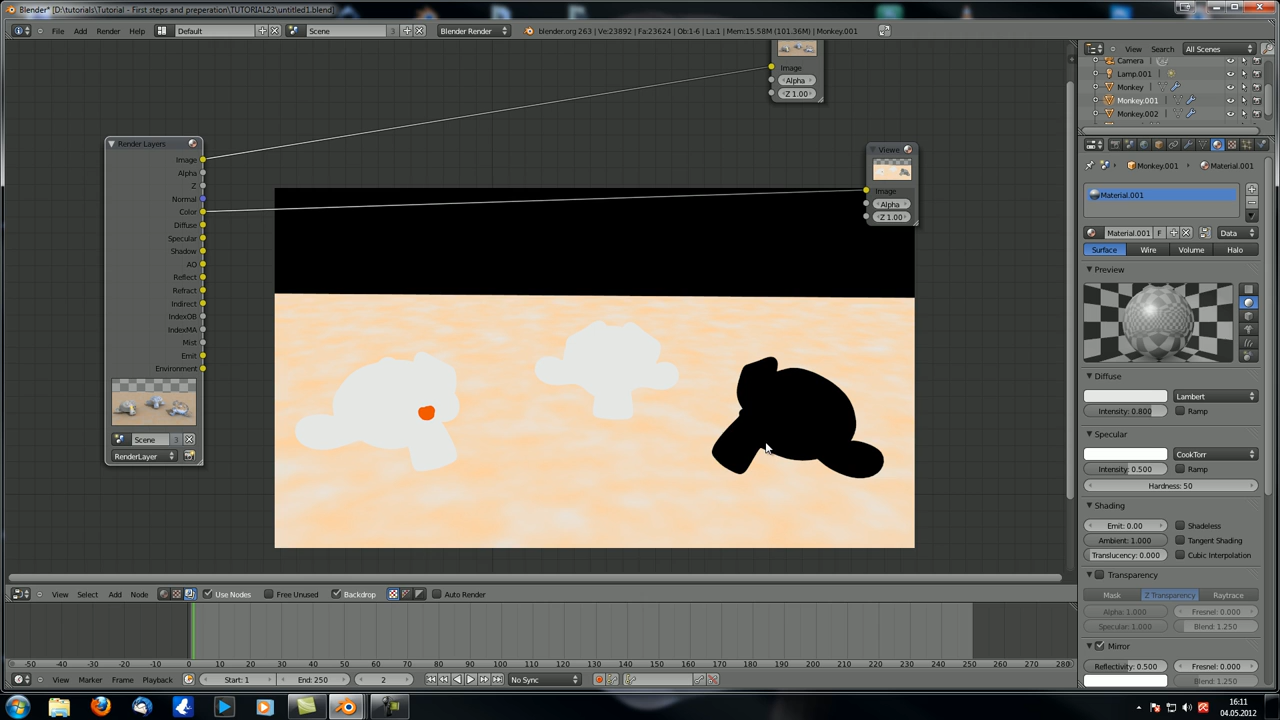 Blender* [D:\tutorials\Tutorial - First steps and preperation\TUTORIAL23\untitled1.blend]
File Add Render Help Default Scene 3 Blender Render blender.org 263 | Ve:23892 | Fa:23624 | Ob:1-6 | La:1 | Mem:15.58M (101.36M) | Monkey.001
View Search All Scenes
Camera
Lamp.001
Monkey
Monkey.001
Monkey.002
Image
Alpha
Z 1.00
Render Layers
Image
Alpha
Z
Normal
Color
Diffuse
Specular
Shadow
AO
Reflect
Refract
Indirect
IndexOB
IndexMA
Mist
Emit
Environment
Scene 3
RenderLayer
Viewe
Image
Alpha
Z 1.00
Monkey.001 Material.001
Material.001
Material.001 F Data
Surface Wire Volume Halo
Preview
Diffuse
Lambert
Intensity: 0.800 Ramp
Specular
CookTorr
Intensity: 0.500 Ramp
Hardness: 50
Shading
Emit: 0.00 Shadeless
Ambient: 1.000 Tangent Shading
Translucency: 0.000 Cubic Interpolation
Transparency
Mask Z Transparency Raytrace
Alpha: 1.000 Fresnel: 0.000
Specular: 1.000 Blend: 1.250
Mirror
Reflectivity: 0.500 Fresnel: 0.000
Blend: 1.250
View Select Add Node Use Nodes Free Unused Backdrop Auto Render
-50 -40 -30 -20 -10 0 10 20 30 40 50 60 70 80 90 100 110 120 130 140 150 160 170 180 190 200 210 220 230 240 250 260 270 280
View Marker Frame Playback Start: 1 End: 250 2 No Sync
16:11
04.05.2012